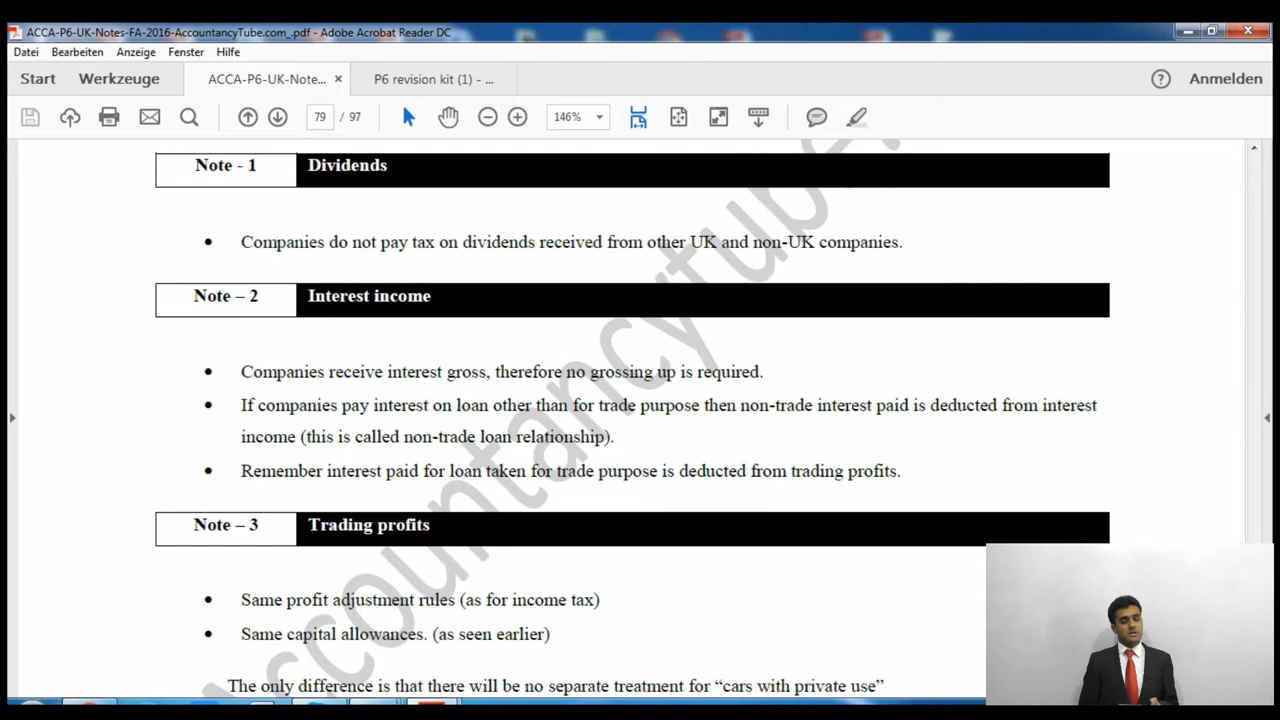 ACCA-P6-UK-Notes-FA-2016-AccountancyTube.com_.pdf - Adobe Acrobat Reader DC
Datei Bearbeiten Anzeige Fenster Hilfe
Start Werkzeuge ACCA-P6-UK-Note... × P6 revision kit (1) - ... ? Anmelden
79 / 97 146%
Note - 1 Dividends
• Companies do not pay tax on dividends received from other UK and non-UK companies.
Note – 2 Interest income
• Companies receive interest gross, therefore no grossing up is required.
• If companies pay interest on loan other than for trade purpose then non-trade interest paid is deducted from interest
income (this is called non-trade loan relationship).
• Remember interest paid for loan taken for trade purpose is deducted from trading profits.
Note – 3 Trading profits
• Same profit adjustment rules (as for income tax)
• Same capital allowances. (as seen earlier)
The only difference is that there will be no separate treatment for “cars with private use”
Accountancytube.